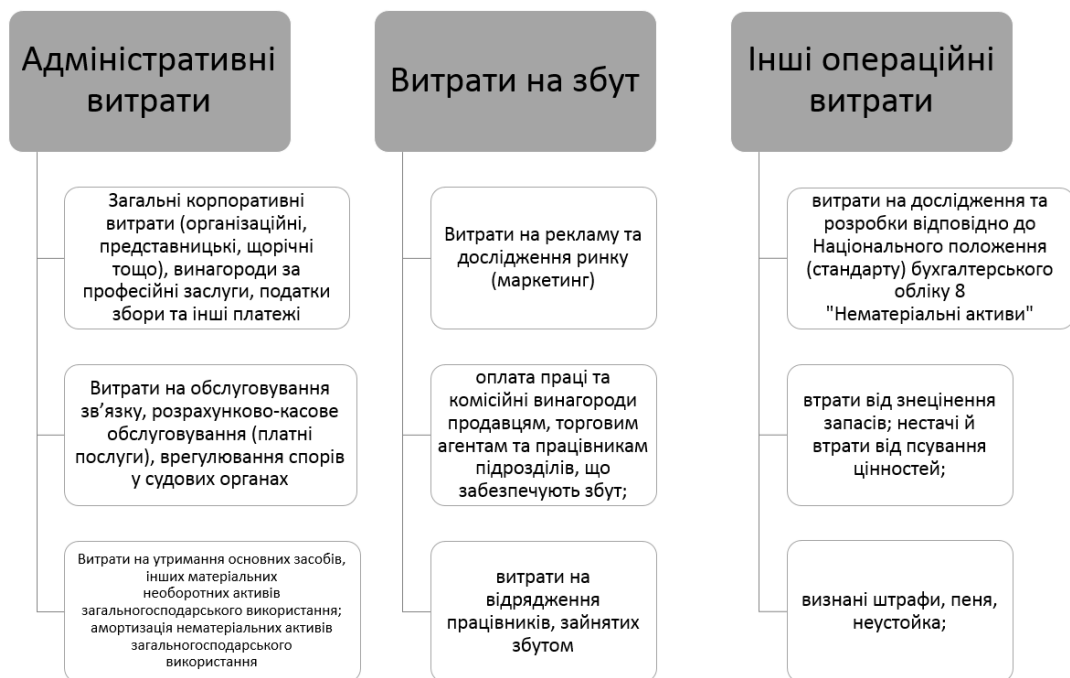 Адміністративні
витрати
Загальні корпоративні
витрати (організаційні,
представницькі, щорічні
тощо), винагороди за
професійні заслуги, податки
збори та інші платежі
Витрати на обслуговування
зв’язку, розрахунково-касове
обслуговування (платні
послуги), врегулювання спорів
у судових органах
Витрати на утримання основних засобів,
інших матеріальних
необоротних активів
загальногосподарського використання;
амортизація нематеріальних активів
загальногосподарського
використання
Витрати на збут
Витрати на рекламу та
дослідження ринку
(маркетинг)
оплата праці та
комісійні винагороди
продавцям, торговим
агентам та працівникам
підрозділів, що
забезпечують збут;
витрати на
відрядження
працівників, зайнятих
збутом
Інші операційні
витрати
витрати на дослідження та
розробки відповідно до
Національного положення
(стандарту) бухгалтерського
обліку 8
"Нематеріальні активи"
втрати від знецінення
запасів; нестачі й
втрати від псування
цінностей;
визнані штрафи, пеня,
неустойка;